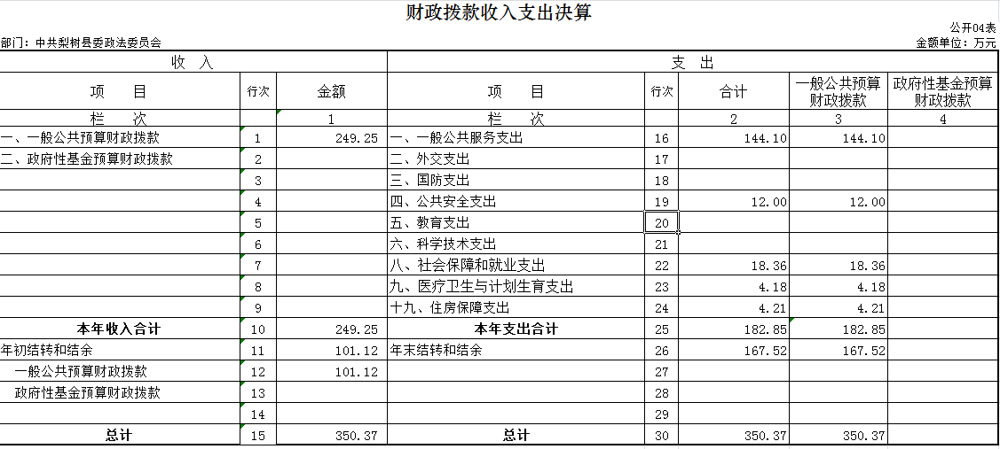 财政拨款收入支出决算
公开04表
部门：中共梨树县委政法委员会 金额单位：万元
收 入 支 出
项 目 行次 金额 项 目 行次 合计 一般公共预算财政拨款 政府性基金预算财政拨款
栏 次 1 栏 次 2 3 4
一、一般公共预算财政拨款 1 249.25 一、一般公共服务支出 16 144.10 144.10
二、政府性基金预算财政拨款 2 二、外交支出 17
3 三、国防支出 18
4 四、公共安全支出 19 12.00 12.00
5 五、教育支出 20
6 六、科学技术支出 21
7 八、社会保障和就业支出 22 18.36 18.36
8 九、医疗卫生与计划生育支出 23 4.18 4.18
9 十九、住房保障支出 24 4.21 4.21
本年收入合计 10 249.25 本年支出合计 25 182.85 182.85
年初结转和结余 11 101.12 年末结转和结余 26 167.52 167.52
一般公共预算财政拨款 12 101.12 27
政府性基金预算财政拨款 13 28
14 29
总计 15 350.37 总计 30 350.37 350.37